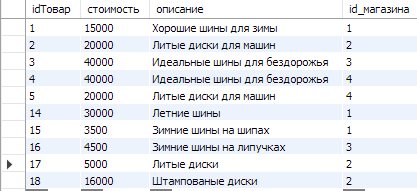 idТовар стоимость описание id_магазина
1 15000 Хорошие шины для зимы 1
2 20000 Литые диски для машин 2
3 40000 Идеальные шины для бездорожья 3
4 40000 Идеальные шины для бездорожья 4
5 20000 Литые диски для машин 4
14 30000 Летние шины 1
15 3500 Зимние шины на шипах 1
16 4500 Зимние шины на липучках 3
17 5000 Литые диски 2
18 16000 Штампованые диски 2